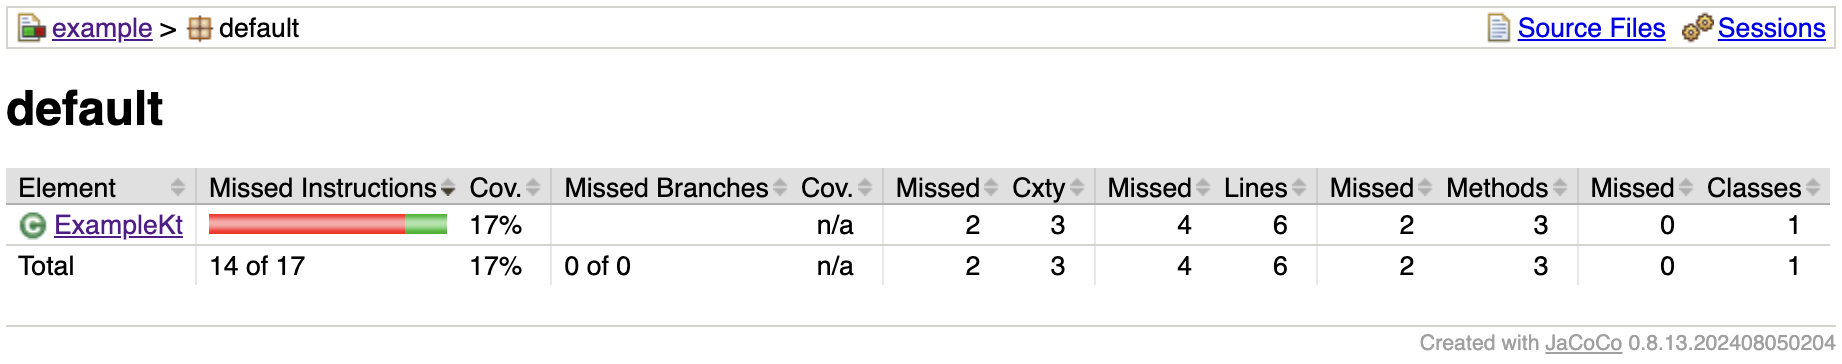 example > default Source Files Sessions
default
Element Missed Instructions Cov. Missed Branches Cov. Missed Cxty Missed Lines Missed Methods Missed Classes
C ExampleKt 17% n/a 2 3 4 6 2 3 0 1
Total 14 of 17 17% 0 of 0 n/a 2 3 4 6 2 3 0 1
Created with JaCoCo 0.8.13.202408050204